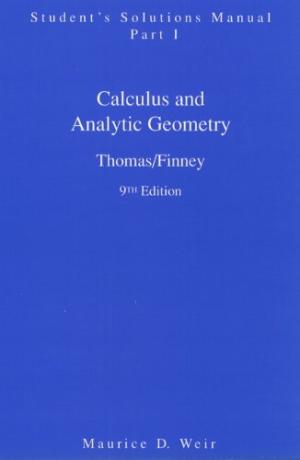 Student's Solutions Manual
Part I
Calculus and
Analytic Geometry
Thomas/Finney
9TH Edition
Maurice D. Weir